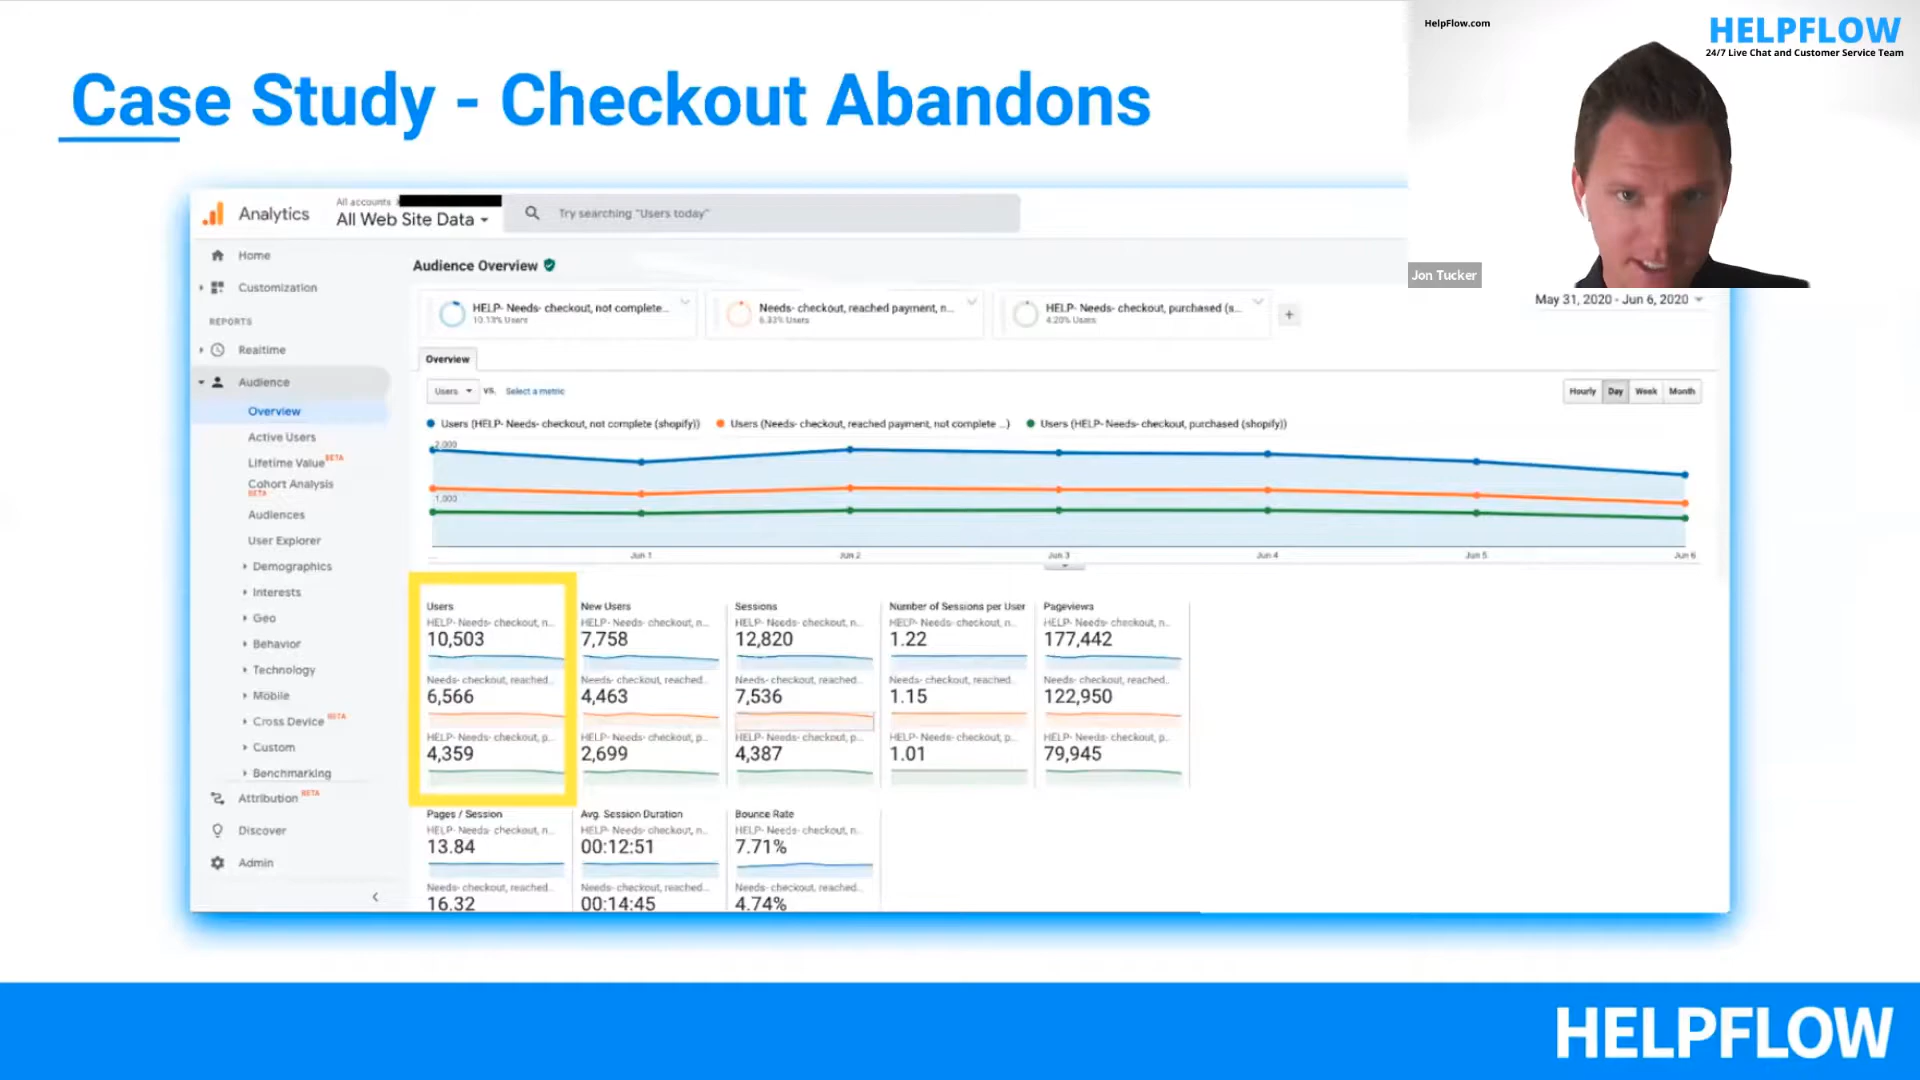 HelpFlow.com
HELPFLOW
24/7 Live Chat and Customer Service Team
Case Study - Checkout Abandons
Jon Tucker
Analytics
All accounts
All Web Site Data
Try searching "Users today"
Home
Customization
REPORTS
Realtime
Audience
Overview
Active Users
Lifetime Value BETA
Cohort Analysis
BETA
Audiences
User Explorer
Demographics
Interests
Geo
Behavior
Technology
Mobile
Cross Device BETA
Custom
Benchmarking
Attribution BETA
Discover
Admin
Audience Overview
May 31, 2020 - Jun 6, 2020
HELP- Needs- checkout, not complete...
10.13% Users
Needs- checkout, reached payment, n...
6.33% Users
HELP- Needs- checkout, purchased (s...
4.20% Users
+
Overview
Users VS. Select a metric
Hourly Day Week Month
Users (HELP- Needs- checkout, not complete (shopify))
Users (Needs- checkout, reached payment, not complete ...)
Users (HELP- Needs- checkout, purchased (shopify))
2,000
1,000
... Jun 1 Jun 2 Jun 3 Jun 4 Jun 5 Jun 6
Users
HELP- Needs- checkout, n...
10,503
Needs- checkout, reached...
6,566
HELP- Needs- checkout, p...
4,359
New Users
HELP- Needs- checkout, n...
7,758
Needs- checkout, reached...
4,463
HELP- Needs- checkout, p...
2,699
Sessions
HELP- Needs- checkout, n...
12,820
Needs- checkout, reached...
7,536
HELP- Needs- checkout, p...
4,387
Number of Sessions per User
HELP- Needs- checkout, n...
1.22
Needs- checkout, reached...
1.15
HELP- Needs- checkout, p...
1.01
Pageviews
HELP- Needs- checkout, n...
177,442
Needs- checkout, reached...
122,950
HELP- Needs- checkout, p...
79,945
Pages / Session
HELP- Needs- checkout, n...
13.84
Needs- checkout, reached...
16.32
Avg. Session Duration
HELP- Needs- checkout, n...
00:12:51
Needs- checkout, reached...
00:14:45
Bounce Rate
HELP- Needs- checkout, n...
7.71%
Needs- checkout, reached...
4.74%
HELPFLOW